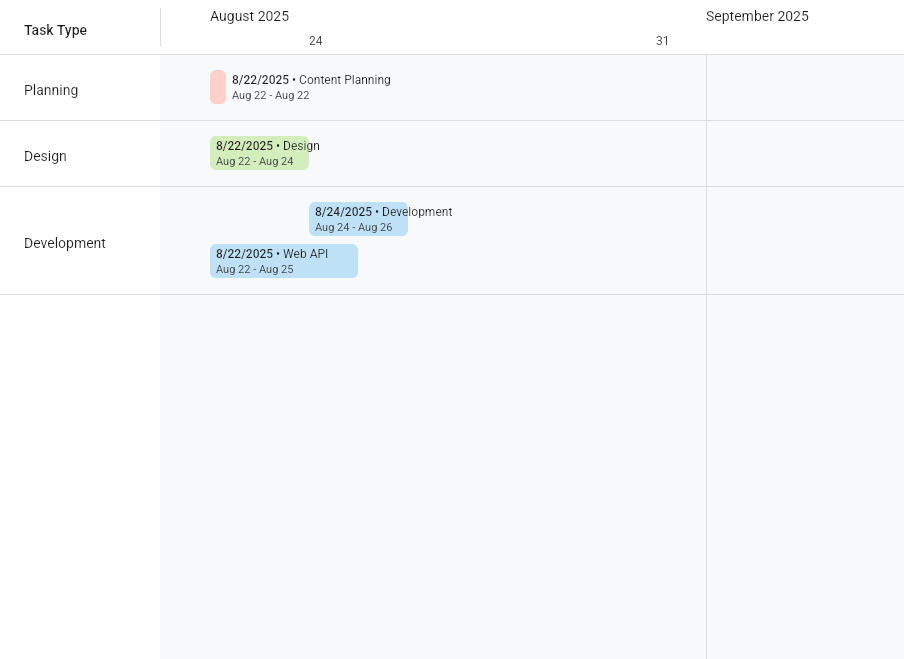 Task Type
August 2025
September 2025
24
31
Planning
8/22/2025 • Content Planning
Aug 22 - Aug 22
Design
8/22/2025 • Design
Aug 22 - Aug 24
Development
8/24/2025 • Development
Aug 24 - Aug 26
8/22/2025 • Web API
Aug 22 - Aug 25